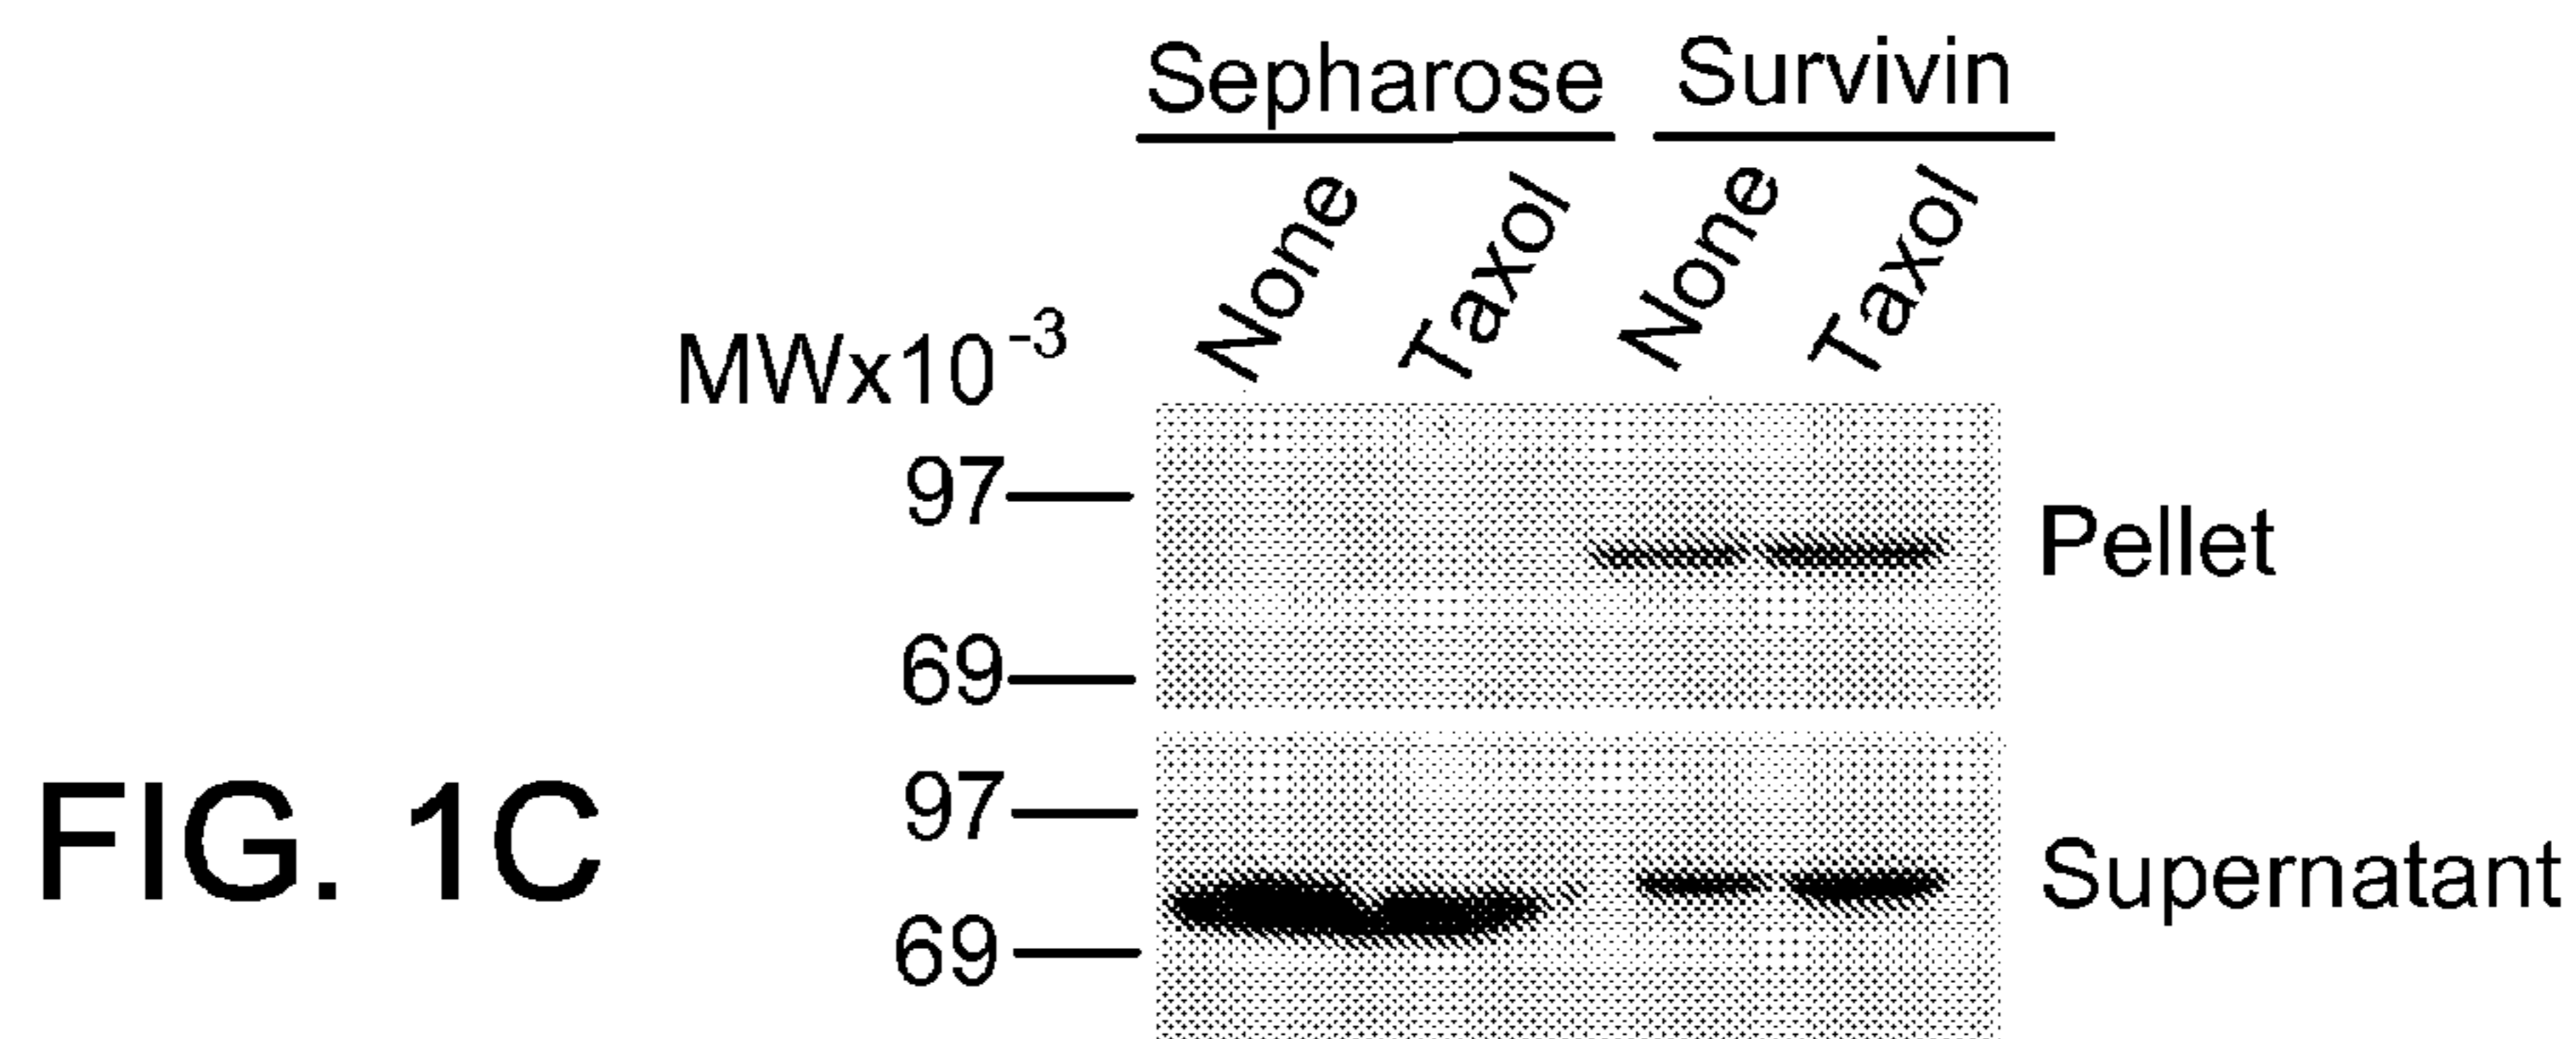 Sepharose Survivin
None Taxol None Taxol
MWx10-3
97
Pellet
69
97
FIG. 1C
Supernatant
69